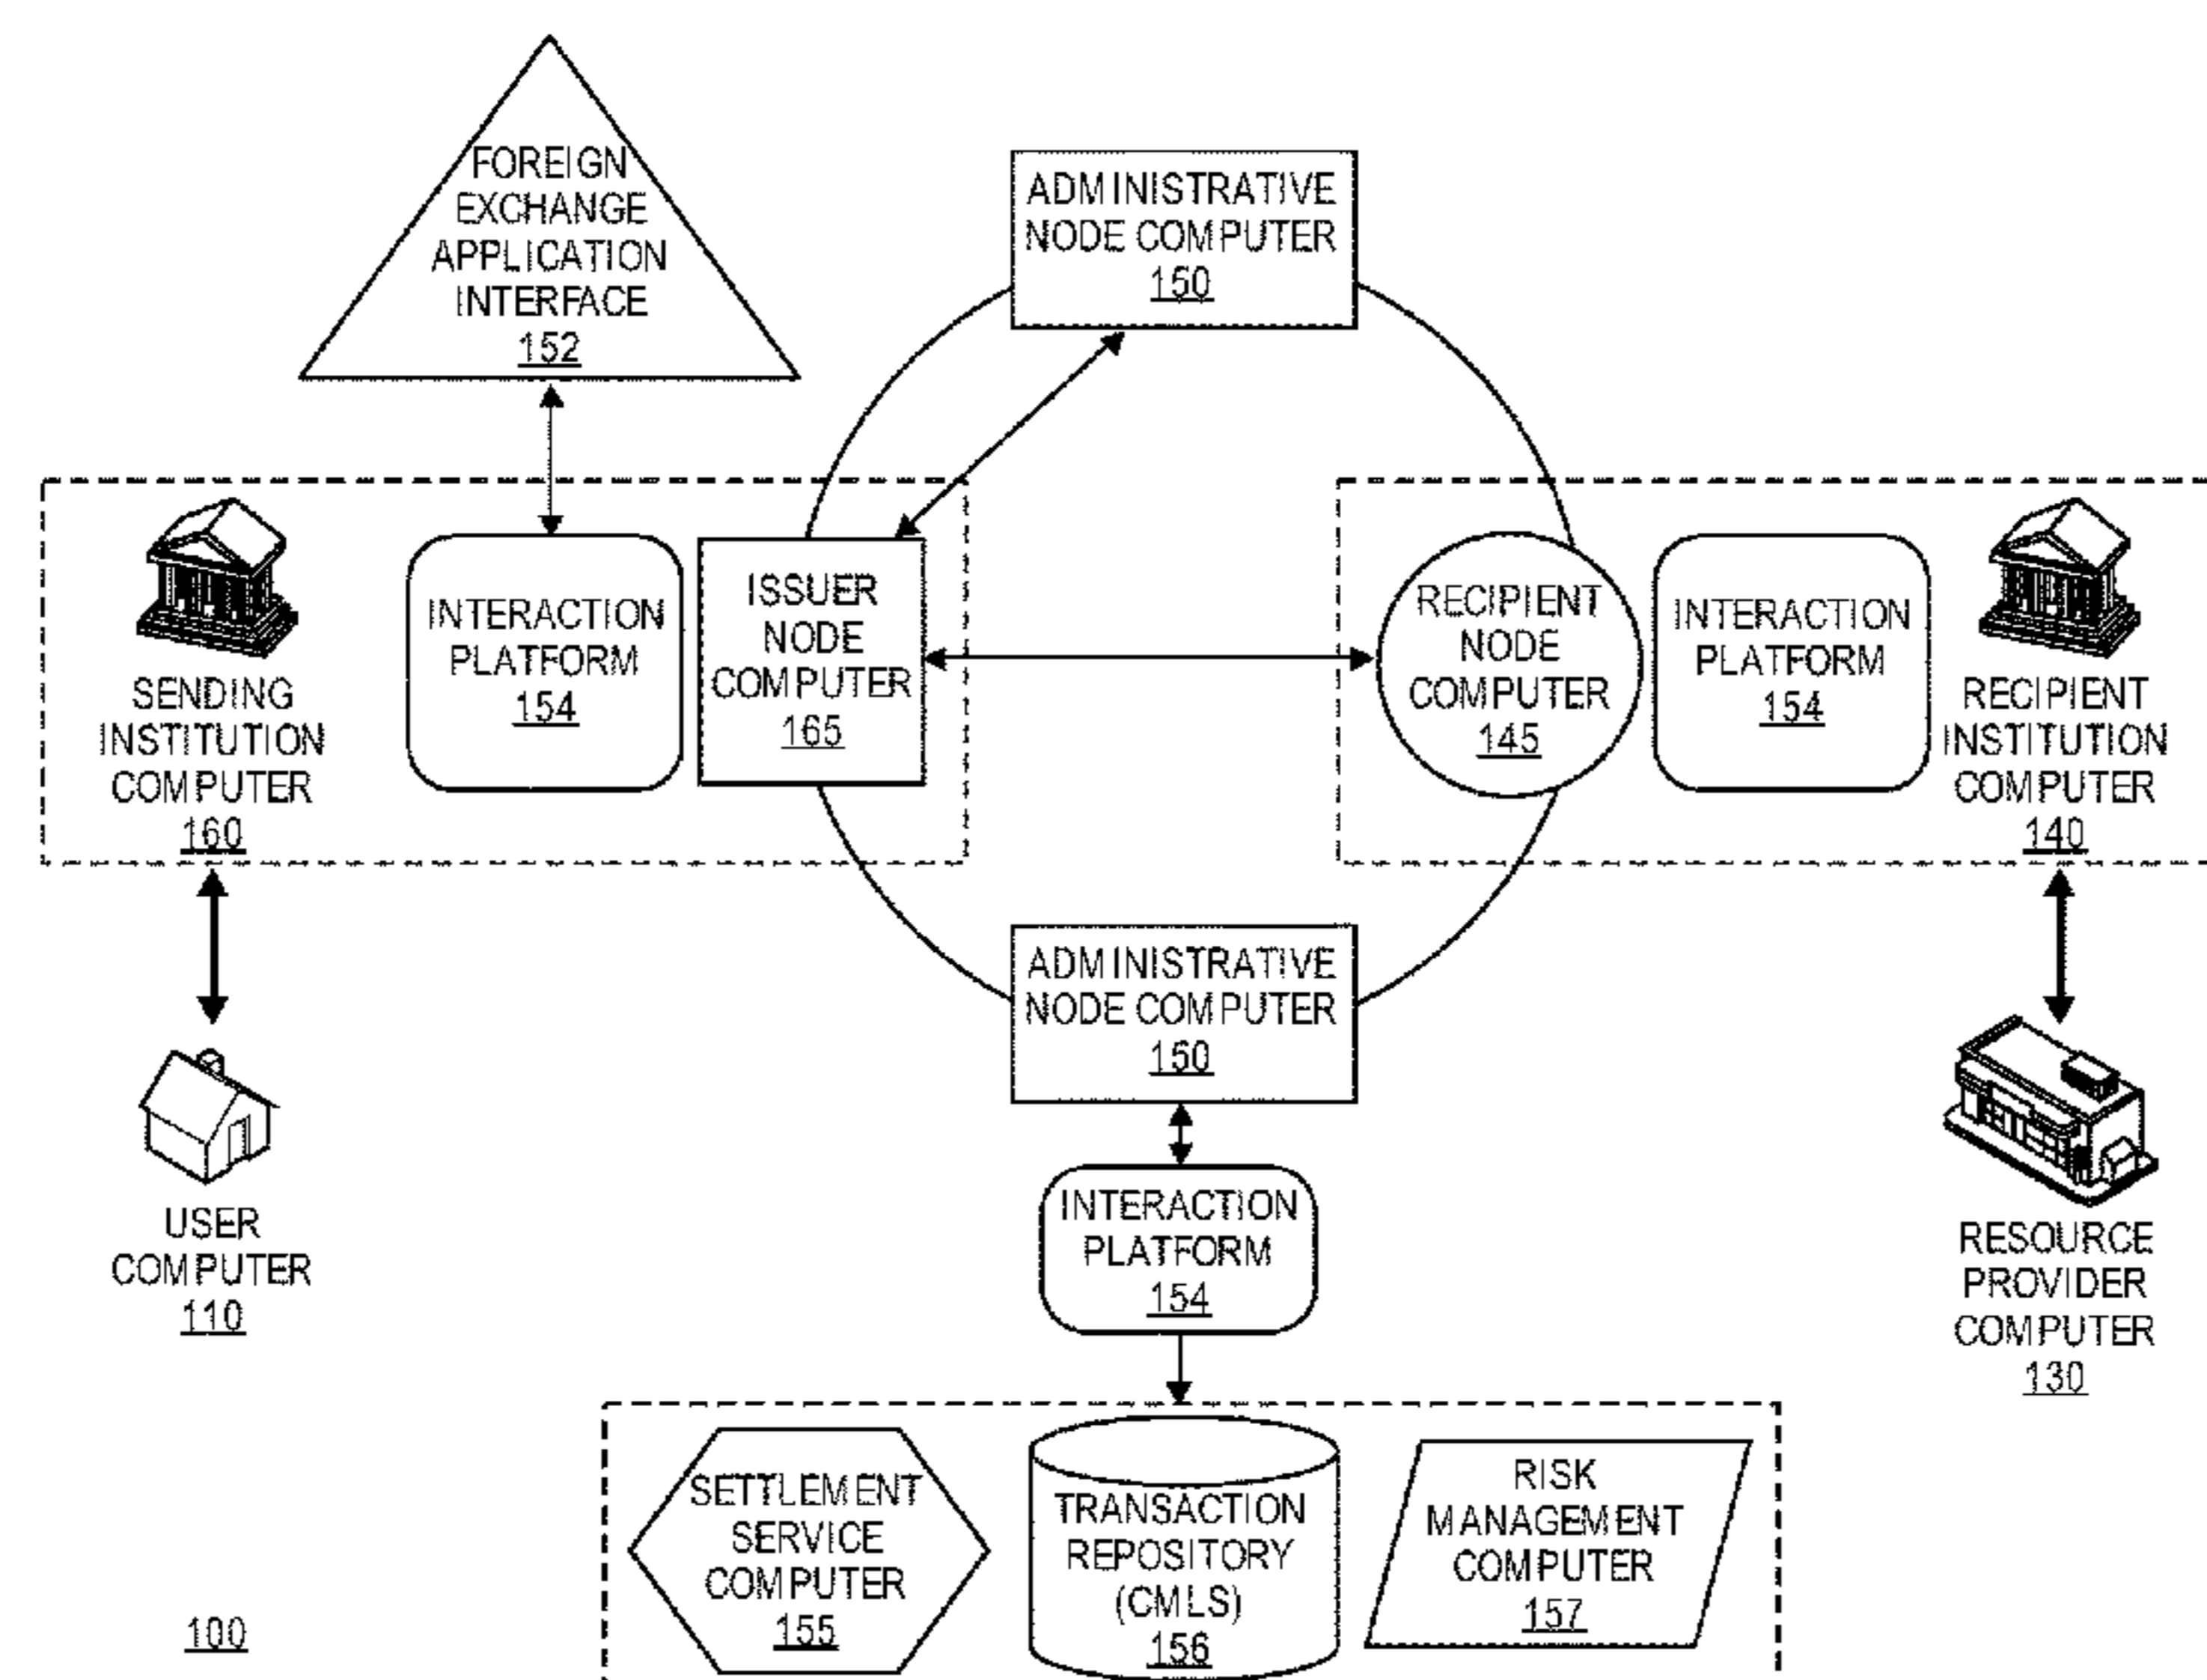 FOREIGN
EXCHANGE
APPLICATION
INTERFACE
152
ADMINISTRATIVE
NODE COMPUTER
150
SENDING
INSTITUTION
COMPUTER
160
INTERACTION
PLATFORM
154
ISSUER
NODE
COMPUTER
165
RECIPIENT
NODE
COMPUTER
145
INTERACTION
PLATFORM
154
RECIPIENT
INSTITUTION
COMPUTER
140
ADMINISTRATIVE
NODE COMPUTER
150
USER
COMPUTER
110
INTERACTION
PLATFORM
154
RESOURCE
PROVIDER
COMPUTER
130
SETTLEMENT
SERVICE
COMPUTER
155
TRANSACTION
REPOSITORY
(CMLS)
156
RISK
MANAGEMENT
COMPUTER
157
100